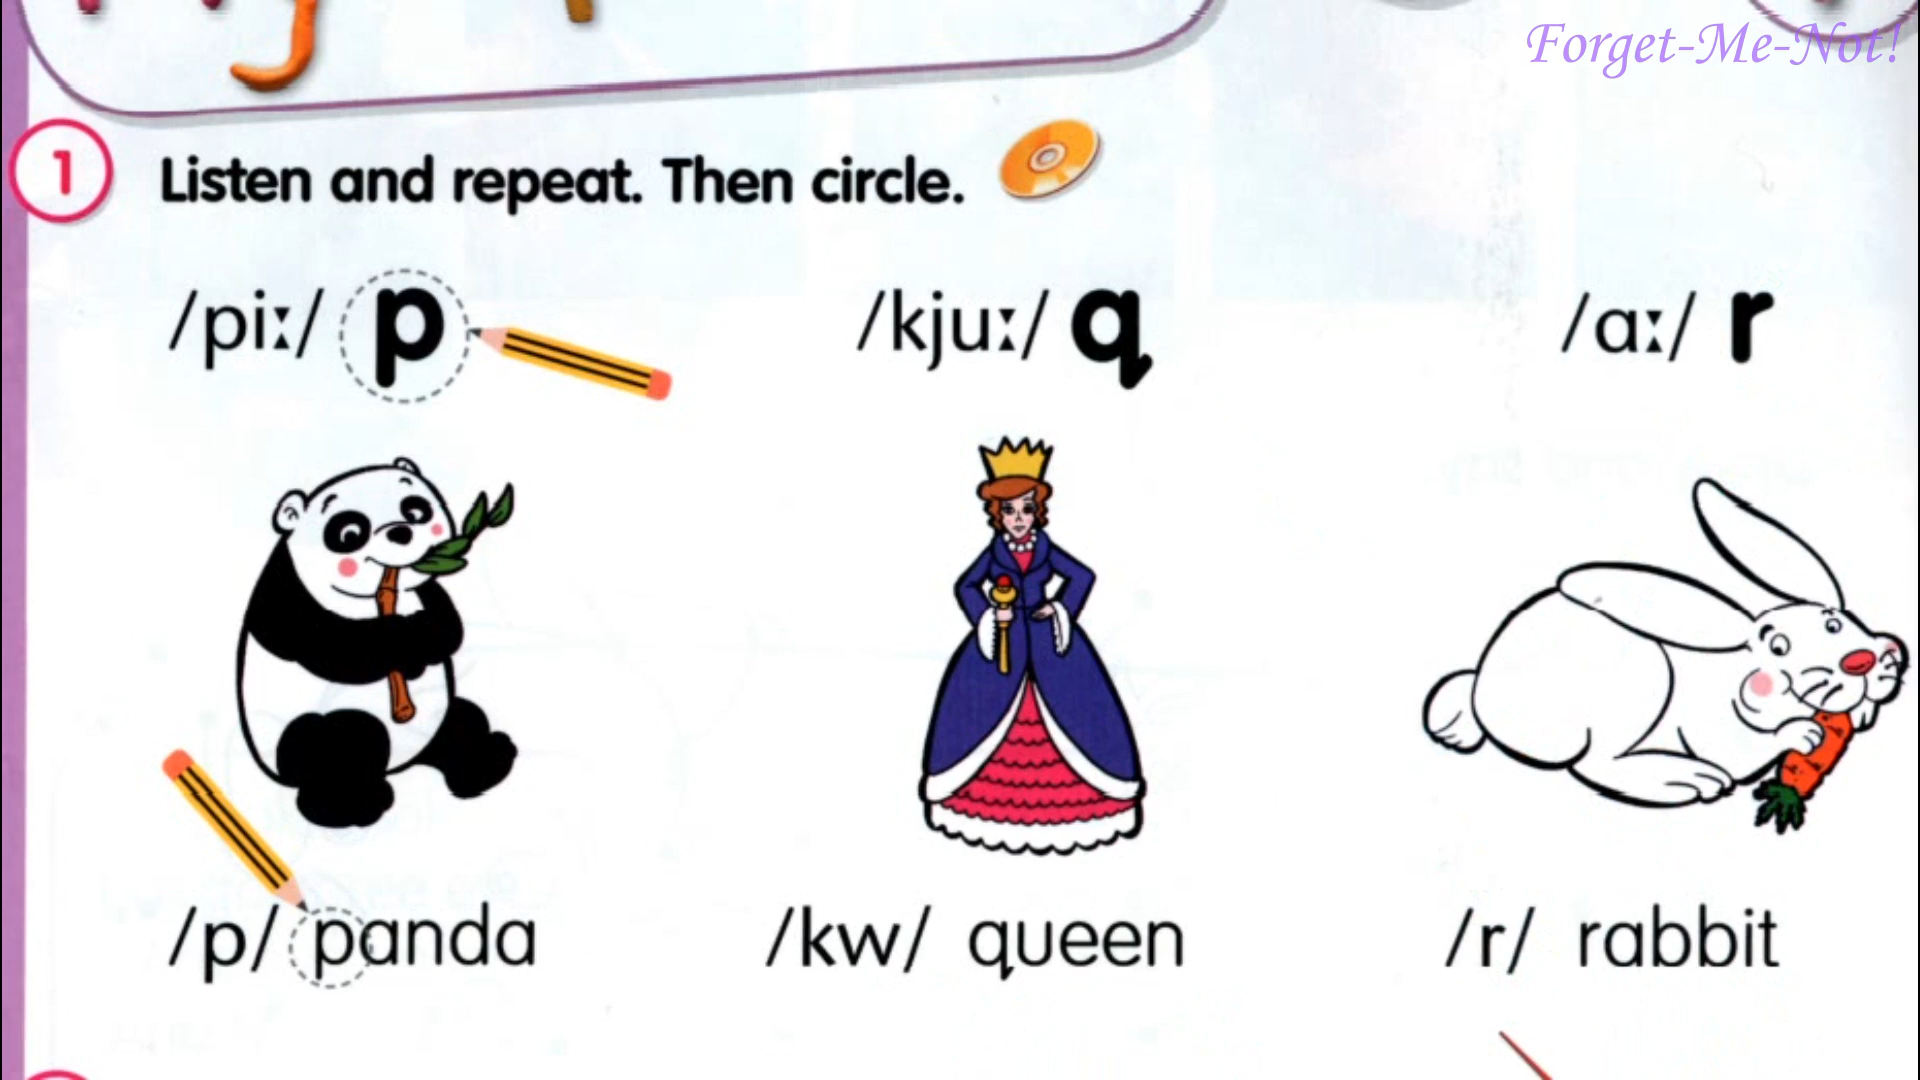 Forget-Me-Not!
1 Listen and repeat. Then circle.
/piː/ p /kjuː/ q /ɑː/ r
/p/ panda /kw/ queen /r/ rabbit